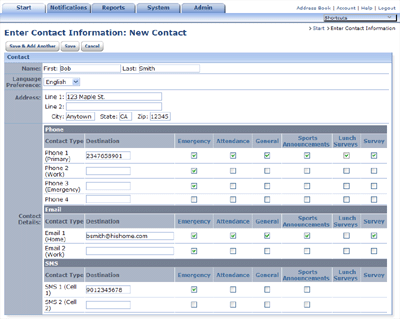 Start Notifications Reports System Admin
Address Book | Account | Help | Logout
Shortcuts
> Start > Enter Contact Information
Enter Contact Information: New Contact
Save & Add Another Save Cancel
Contact
Name: First: Bob Last: Smith
Language Preference: English
Address: Line 1: 123 Maple St.
Line 2:
City: Anytown State: CA Zip: 12345
Contact Details:
Phone
Contact Type Destination Emergency Attendance General Sports Announcements Lunch Surveys Survey
Phone 1 (Primary) 2347658901
Phone 2 (Work)
Phone 3 (Emergency)
Phone 4
Email
Contact Type Destination Emergency Attendance General Sports Announcements Lunch Surveys Survey
Email 1 (Home) bsmith@hishome.com
Email 2 (Work)
SMS
Contact Type Destination Emergency Attendance General Sports Announcements Lunch Surveys Survey
SMS 1 (Cell 1) 9012345678
SMS 2 (Cell 2)